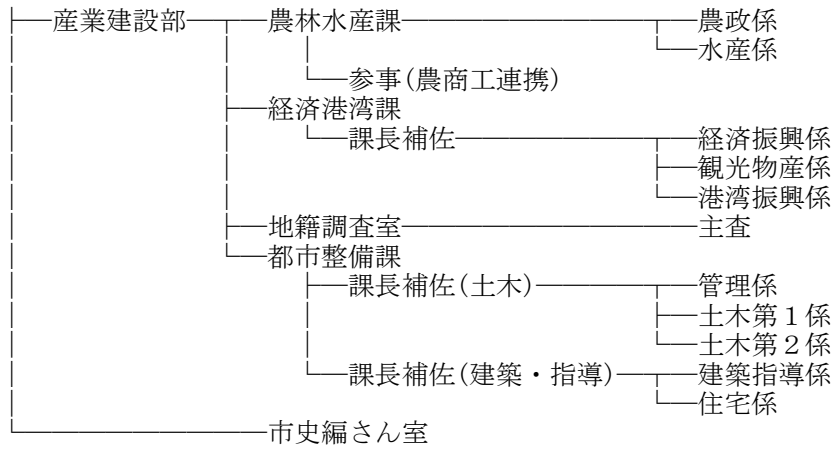 産業建設部 農林水産課 農政係
水産係
参事(農商工連携)
経済港湾課
課長補佐 経済振興係
観光物産係
港湾振興係
地籍調査室 主査
都市整備課
課長補佐(土木) 管理係
土木第１係
土木第２係
課長補佐(建築・指導) 建築指導係
住宅係
市史編さん室